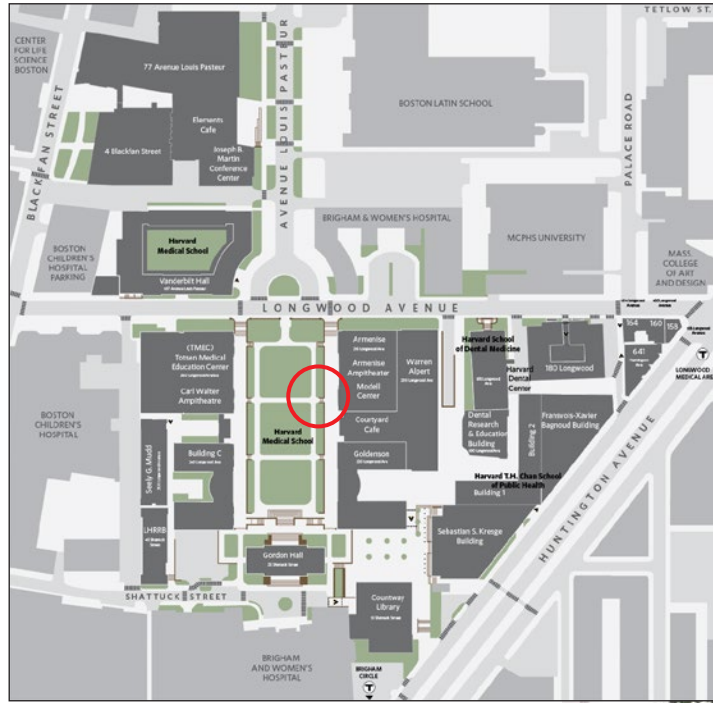 TETLOW ST.
CENTER
FOR LIFE
SCIENCE
BOSTON
77 Avenue Louis Pasteur
AVENUE LOUIS PASTEUR
BOSTON LATIN SCHOOL
PALACE ROAD
BLACKFAN STREET
Elements
Cafe
4 Blackfan Street
Joseph B.
Martin
Conference
Center
BRIGHAM & WOMEN'S HOSPITAL
MCPHS UNIVERSITY
BOSTON
CHILDREN'S
HOSPITAL
PARKING
Harvard
Medical School
Vanderbilt Hall
MASS.
COLLEGE
OF ART
AND DESIGN
LONGWOOD AVENUE
(TMEC)
Tosteen Medical
Education Center
Carl Walter
Ampitheatre
Armenise
Armenise
Ampitheater
Modell
Center
Warren
Alpert
Harvard School
of Dental Medicine
Harvard
Dental
Center
180 Longwood
164
160
158
641
LONGWOOD
MEDICAL AREA
T
BOSTON
CHILDREN'S
HOSPITAL
Courtyard
Cafe
Dental
Research
& Education
Building
Building 2
Fransvois-Xavier
Bagnoud Building
Harvard
Medical School
Seely G. Mudd
Building C
Goldenson
Harvard T.H. Chan School
of Public Health
Building 1
HUNTINGTON AVENUE
LHRRB
Gordon Hall
Sebastian S. Kresge
Building
SHATTUCK STREET
Countway
Library
BRIGHAM
AND WOMEN'S
HOSPITAL
BRIGHAM
CIRCLE
T